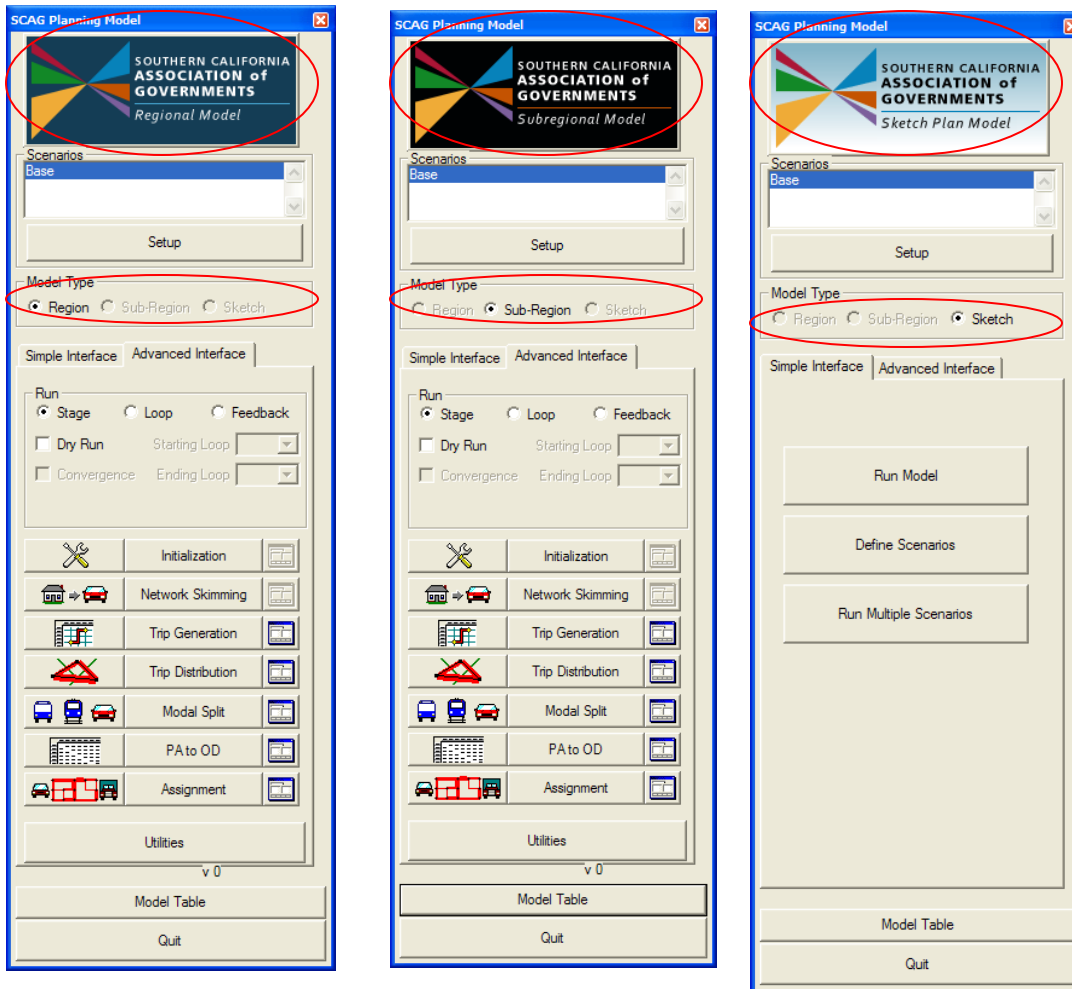 SCAG Planning Model
SOUTHERN CALIFORNIA
ASSOCIATION of
GOVERNMENTS
Regional Model
Scenarios
Base
Setup
Model Type
Region Sub-Region Sketch
Simple Interface Advanced Interface
Run
Stage Loop Feedback
Dry Run Starting Loop
Convergence Ending Loop
Initialization
Network Skimming
Trip Generation
Trip Distribution
Modal Split
PA to OD
Assignment
Utilities
v 0
Model Table
Quit
SCAG Planning Model
SOUTHERN CALIFORNIA
ASSOCIATION of
GOVERNMENTS
Subregional Model
Scenarios
Base
Setup
Model Type
Region Sub-Region Sketch
Simple Interface Advanced Interface
Run
Stage Loop Feedback
Dry Run Starting Loop
Convergence Ending Loop
Initialization
Network Skimming
Trip Generation
Trip Distribution
Modal Split
PA to OD
Assignment
Utilities
v 0
Model Table
Quit
SCAG Planning Model
SOUTHERN CALIFORNIA
ASSOCIATION of
GOVERNMENTS
Sketch Plan Model
Scenarios
Base
Setup
Model Type
Region Sub-Region Sketch
Simple Interface Advanced Interface
Run Model
Define Scenarios
Run Multiple Scenarios
Model Table
Quit